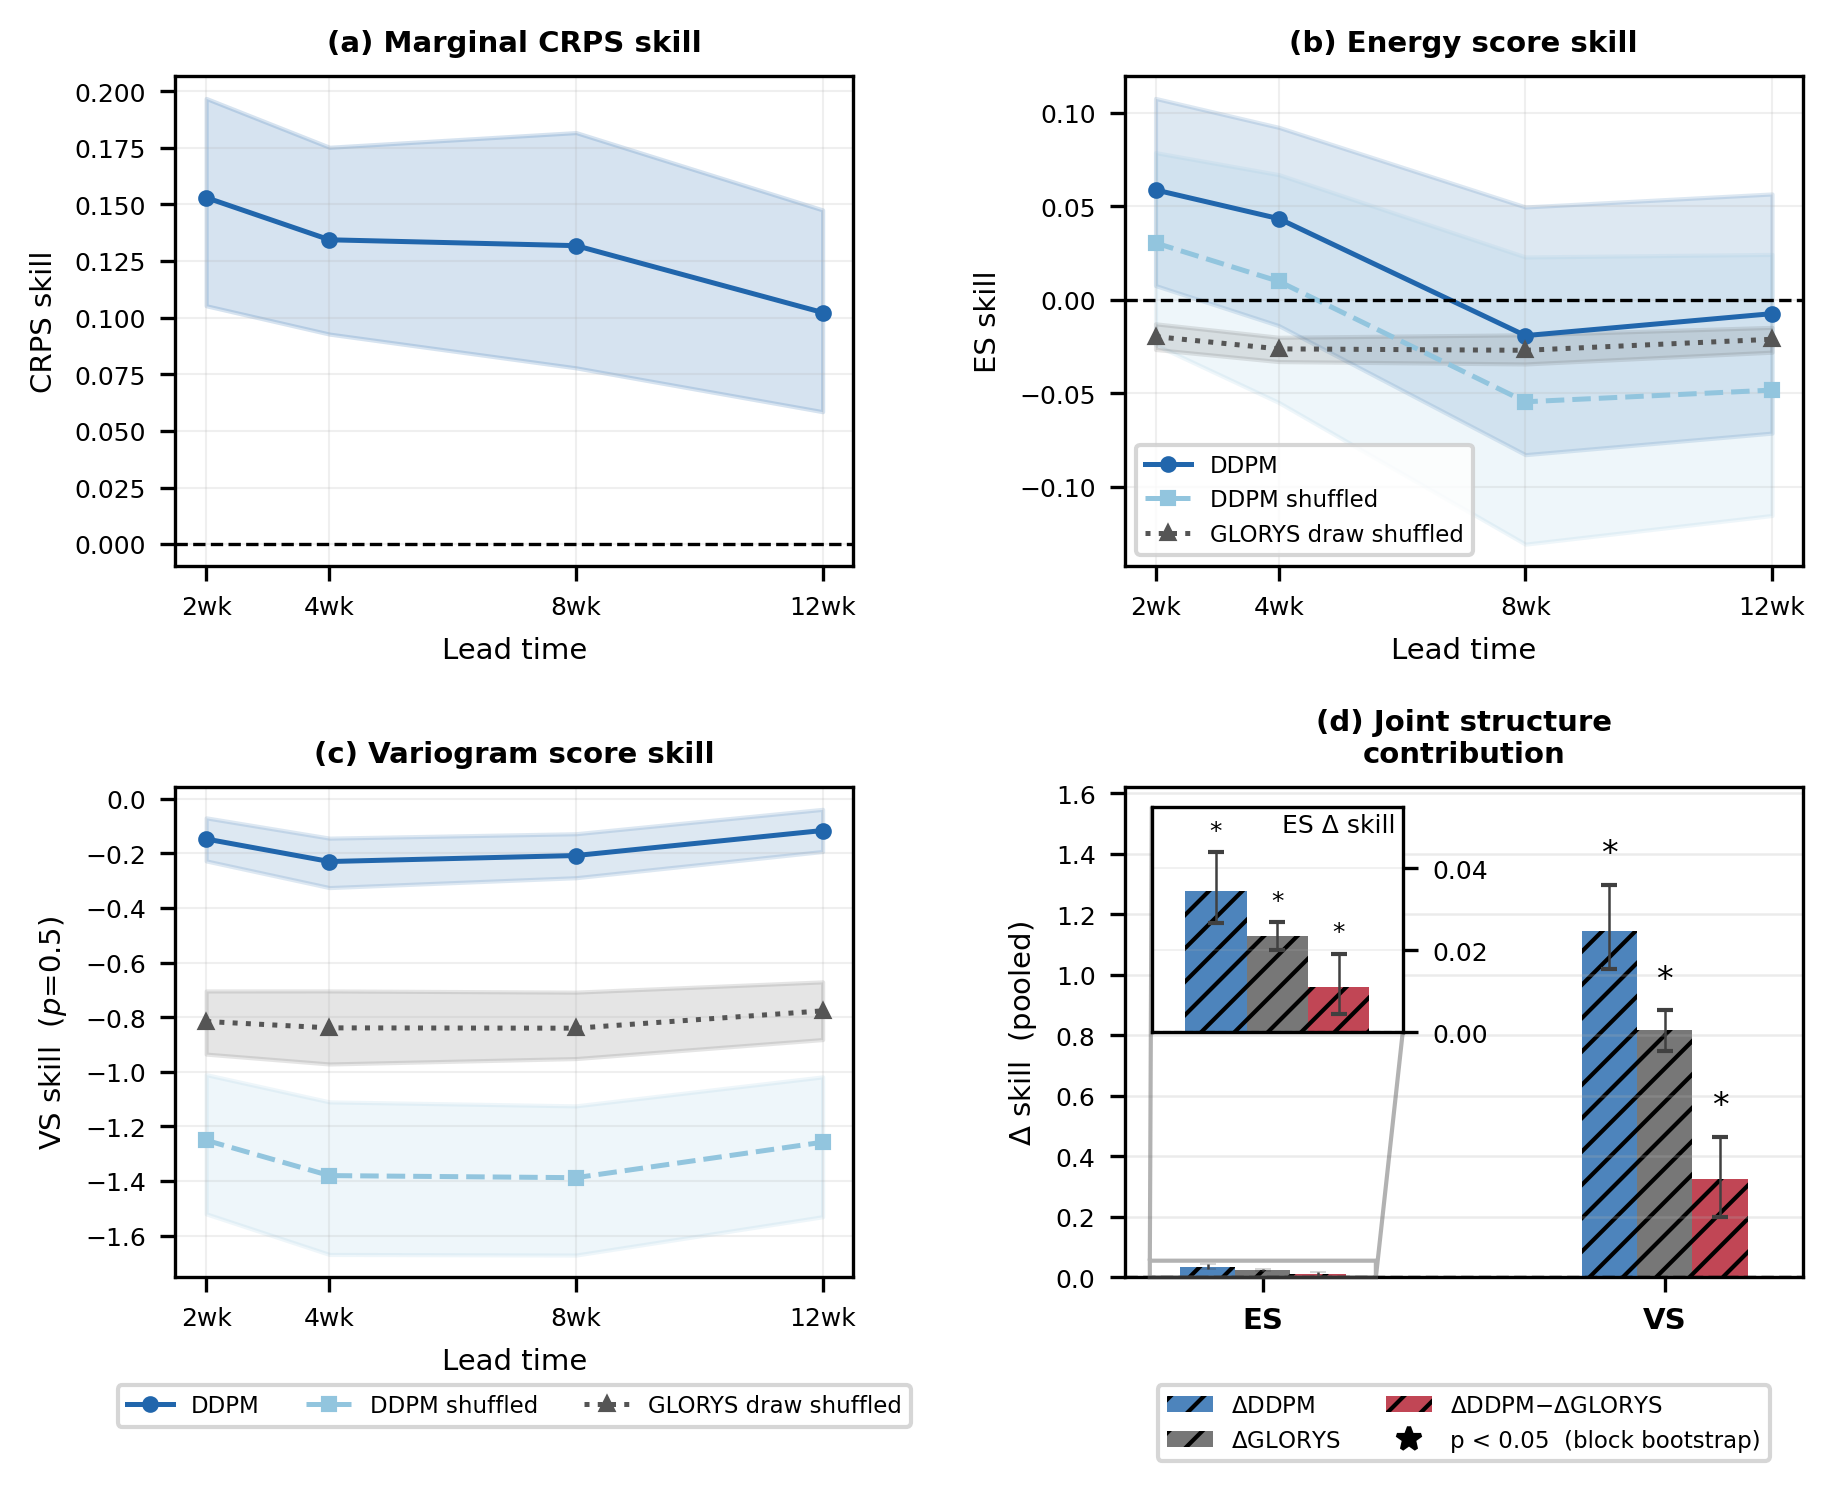 (a) Marginal CRPS skill
CRPS skill
0.200
0.175
0.150
0.125
0.100
0.075
0.050
0.025
0.000
2wk
4wk
8wk
12wk
Lead time
(b) Energy score skill
ES skill
0.10
0.05
0.00
−0.05
−0.10
DDPM
DDPM shuffled
GLORYS draw shuffled
2wk
4wk
8wk
12wk
Lead time
(c) Variogram score skill
VS skill (p=0.5)
0.0
−0.2
−0.4
−0.6
−0.8
−1.0
−1.2
−1.4
−1.6
2wk
4wk
8wk
12wk
Lead time
DDPM
DDPM shuffled
GLORYS draw shuffled
(d) Joint structure
contribution
Δ skill (pooled)
1.6
1.4
1.2
1.0
0.8
0.6
0.4
0.2
0.0
ES Δ skill
0.04
0.02
0.00
*
*
*
*
*
*
ES
VS
ΔDDPM
ΔGLORYS
ΔDDPM−ΔGLORYS
p < 0.05 (block bootstrap)